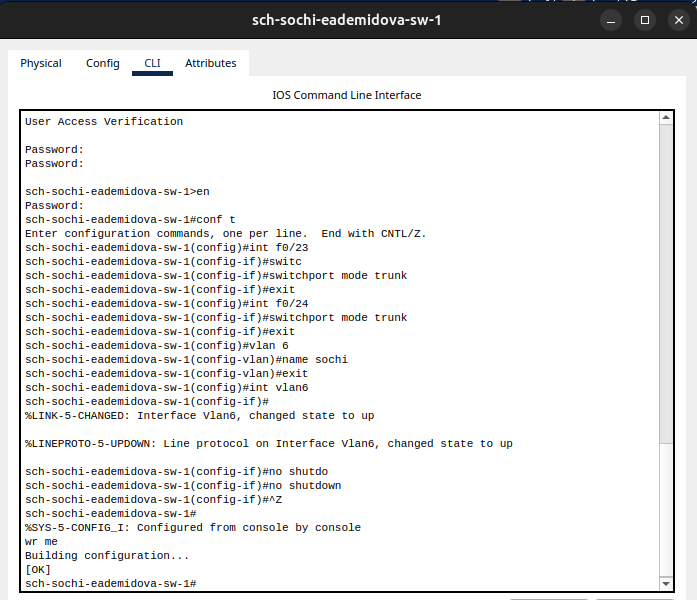 sch-sochi-eademidova-sw-1
Physical Config CLI Attributes
IOS Command Line Interface
User Access Verification
Password:
Password:
sch-sochi-eademidova-sw-1>en
Password:
sch-sochi-eademidova-sw-1#conf t
Enter configuration commands, one per line.  End with CNTL/Z.
sch-sochi-eademidova-sw-1(config)#int f0/23
sch-sochi-eademidova-sw-1(config-if)#switc
sch-sochi-eademidova-sw-1(config-if)#switchport mode trunk
sch-sochi-eademidova-sw-1(config-if)#exit
sch-sochi-eademidova-sw-1(config)#int f0/24
sch-sochi-eademidova-sw-1(config-if)#switchport mode trunk
sch-sochi-eademidova-sw-1(config-if)#exit
sch-sochi-eademidova-sw-1(config)#vlan 6
sch-sochi-eademidova-sw-1(config-vlan)#name sochi
sch-sochi-eademidova-sw-1(config-vlan)#exit
sch-sochi-eademidova-sw-1(config)#int vlan6
sch-sochi-eademidova-sw-1(config-if)#
%LINK-5-CHANGED: Interface Vlan6, changed state to up
%LINEPROTO-5-UPDOWN: Line protocol on Interface Vlan6, changed state to up
sch-sochi-eademidova-sw-1(config-if)#no shutdo
sch-sochi-eademidova-sw-1(config-if)#no shutdown
sch-sochi-eademidova-sw-1(config-if)#^Z
sch-sochi-eademidova-sw-1#
%SYS-5-CONFIG_I: Configured from console by console
wr me
Building configuration...
[OK]
sch-sochi-eademidova-sw-1#